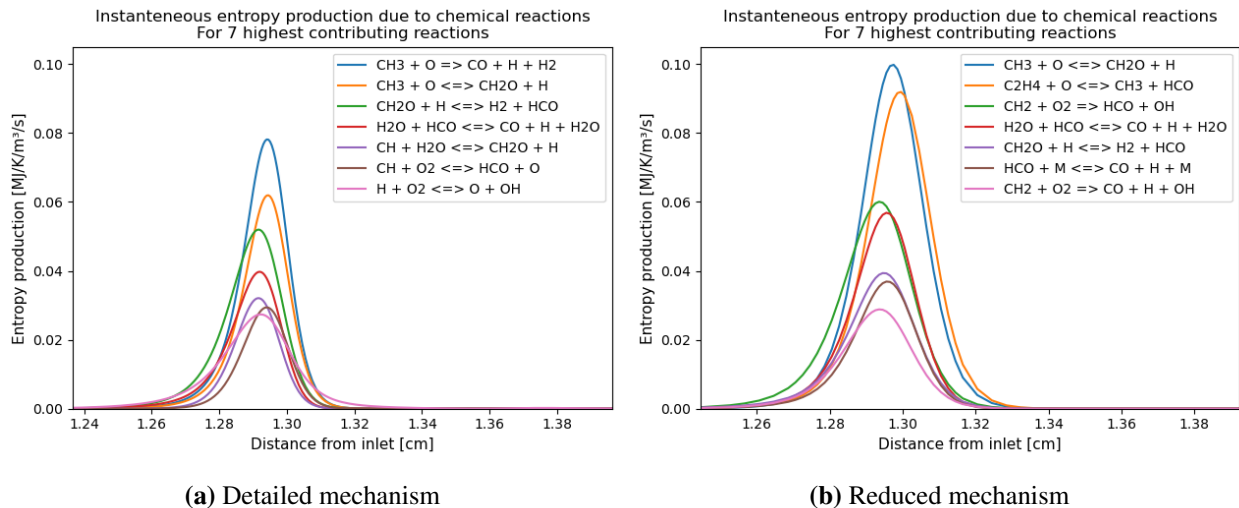 Instanteneous entropy production due to chemical reactions
For 7 highest contributing reactions
Entropy production [MJ/K/m³/s]
0.10
0.08
0.06
0.04
0.02
0.00
CH3 + O => CO + H + H2
CH3 + O <=> CH2O + H
CH2O + H <=> H2 + HCO
H2O + HCO <=> CO + H + H2O
CH + H2O <=> CH2O + H
CH + O2 => HCO + O
H + O2 <=> O + OH
1.24 1.26 1.28 1.30 1.32 1.34 1.36 1.38
Distance from inlet [cm]
(a) Detailed mechanism
Instanteneous entropy production due to chemical reactions
For 7 highest contributing reactions
Entropy production [MJ/K/m³/s]
0.10
0.08
0.06
0.04
0.02
0.00
CH3 + O <=> CH2O + H
C2H4 + O <=> CH3 + HCO
CH2 + O2 => HCO + OH
H2O + HCO <=> CO + H + H2O
CH2O + H <=> H2 + HCO
HCO + M <=> CO + H + M
CH2 + O2 => CO + H + OH
1.26 1.28 1.30 1.32 1.34 1.36 1.38
Distance from inlet [cm]
(b) Reduced mechanism